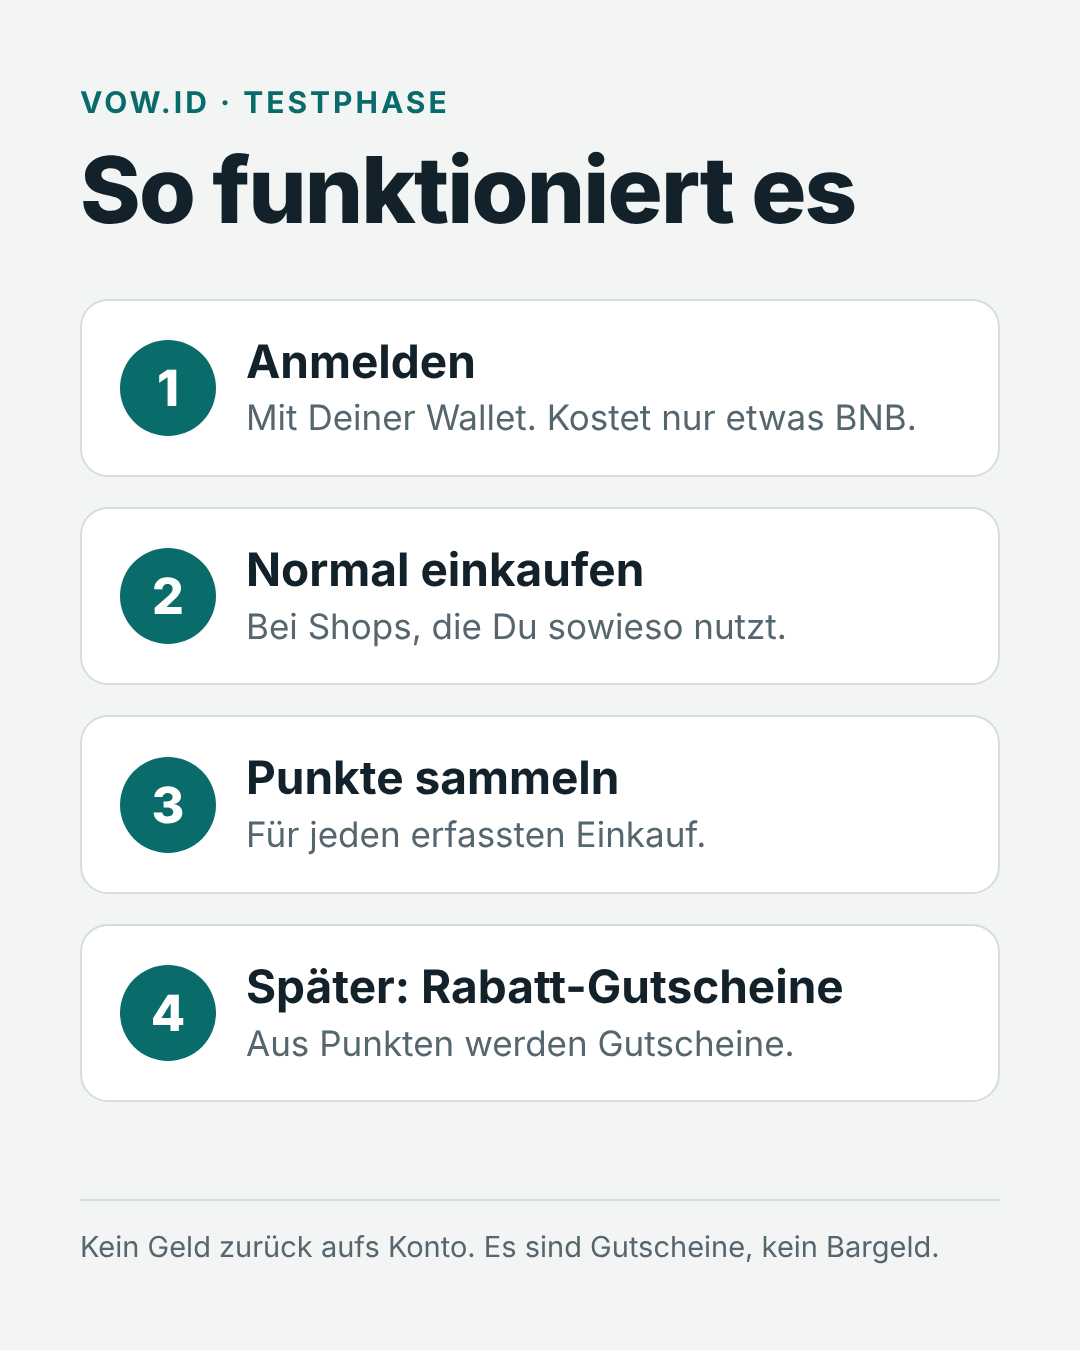 VOW.ID · TESTPHASE
So funktioniert es
1
Anmelden
Mit Deiner Wallet. Kostet nur etwas BNB.
2
Normal einkaufen
Bei Shops, die Du sowieso nutzt.
3
Punkte sammeln
Für jeden erfassten Einkauf.
4
Später: Rabatt-Gutscheine
Aus Punkten werden Gutscheine.
Kein Geld zurück aufs Konto. Es sind Gutscheine, kein Bargeld.